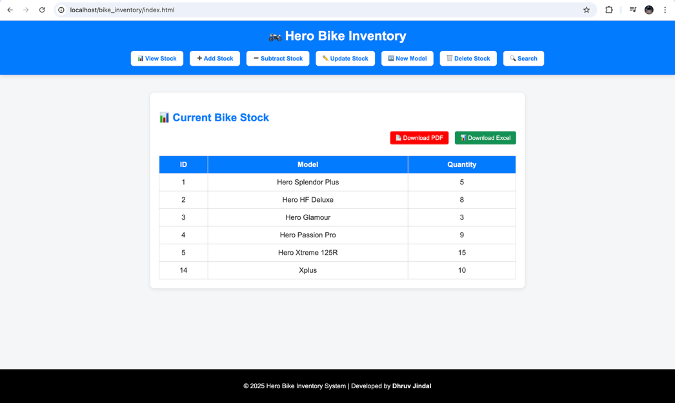 localhost/bike_inventory/index.html
Hero Bike Inventory
View Stock Add Stock Subtract Stock Update Stock New Model Delete Stock Search
Current Bike Stock
Download PDF Download Excel
ID Model Quantity
1 Hero Splendor Plus 5
2 Hero HF Deluxe 8
3 Hero Glamour 3
4 Hero Passion Pro 9
5 Hero Xtreme 125R 15
14 Xplus 10
© 2025 Hero Bike Inventory System | Developed by Dhruv Jindal